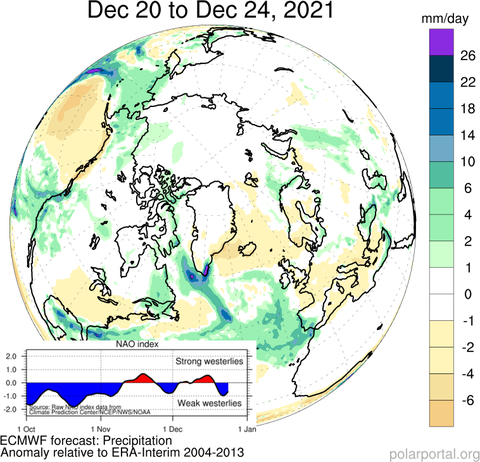 Dec 20 to Dec 24, 2021
mm/day
26
22
18
14
10
6
4
2
1
0
-1
-2
-4
-6
NAO index
2.0
1.0
0.0
-1.0
-2.0
Strong westerlies
Weak westerlies
Source: Raw NAO index data from
Climate Prediction Center/NCEP/NWS/NOAA
1 Oct
1 Nov
1 Dec
1 Jan
ECMWF forecast: Precipitation
Anomaly relative to ERA-Interim 2004-2013
polarportal.org